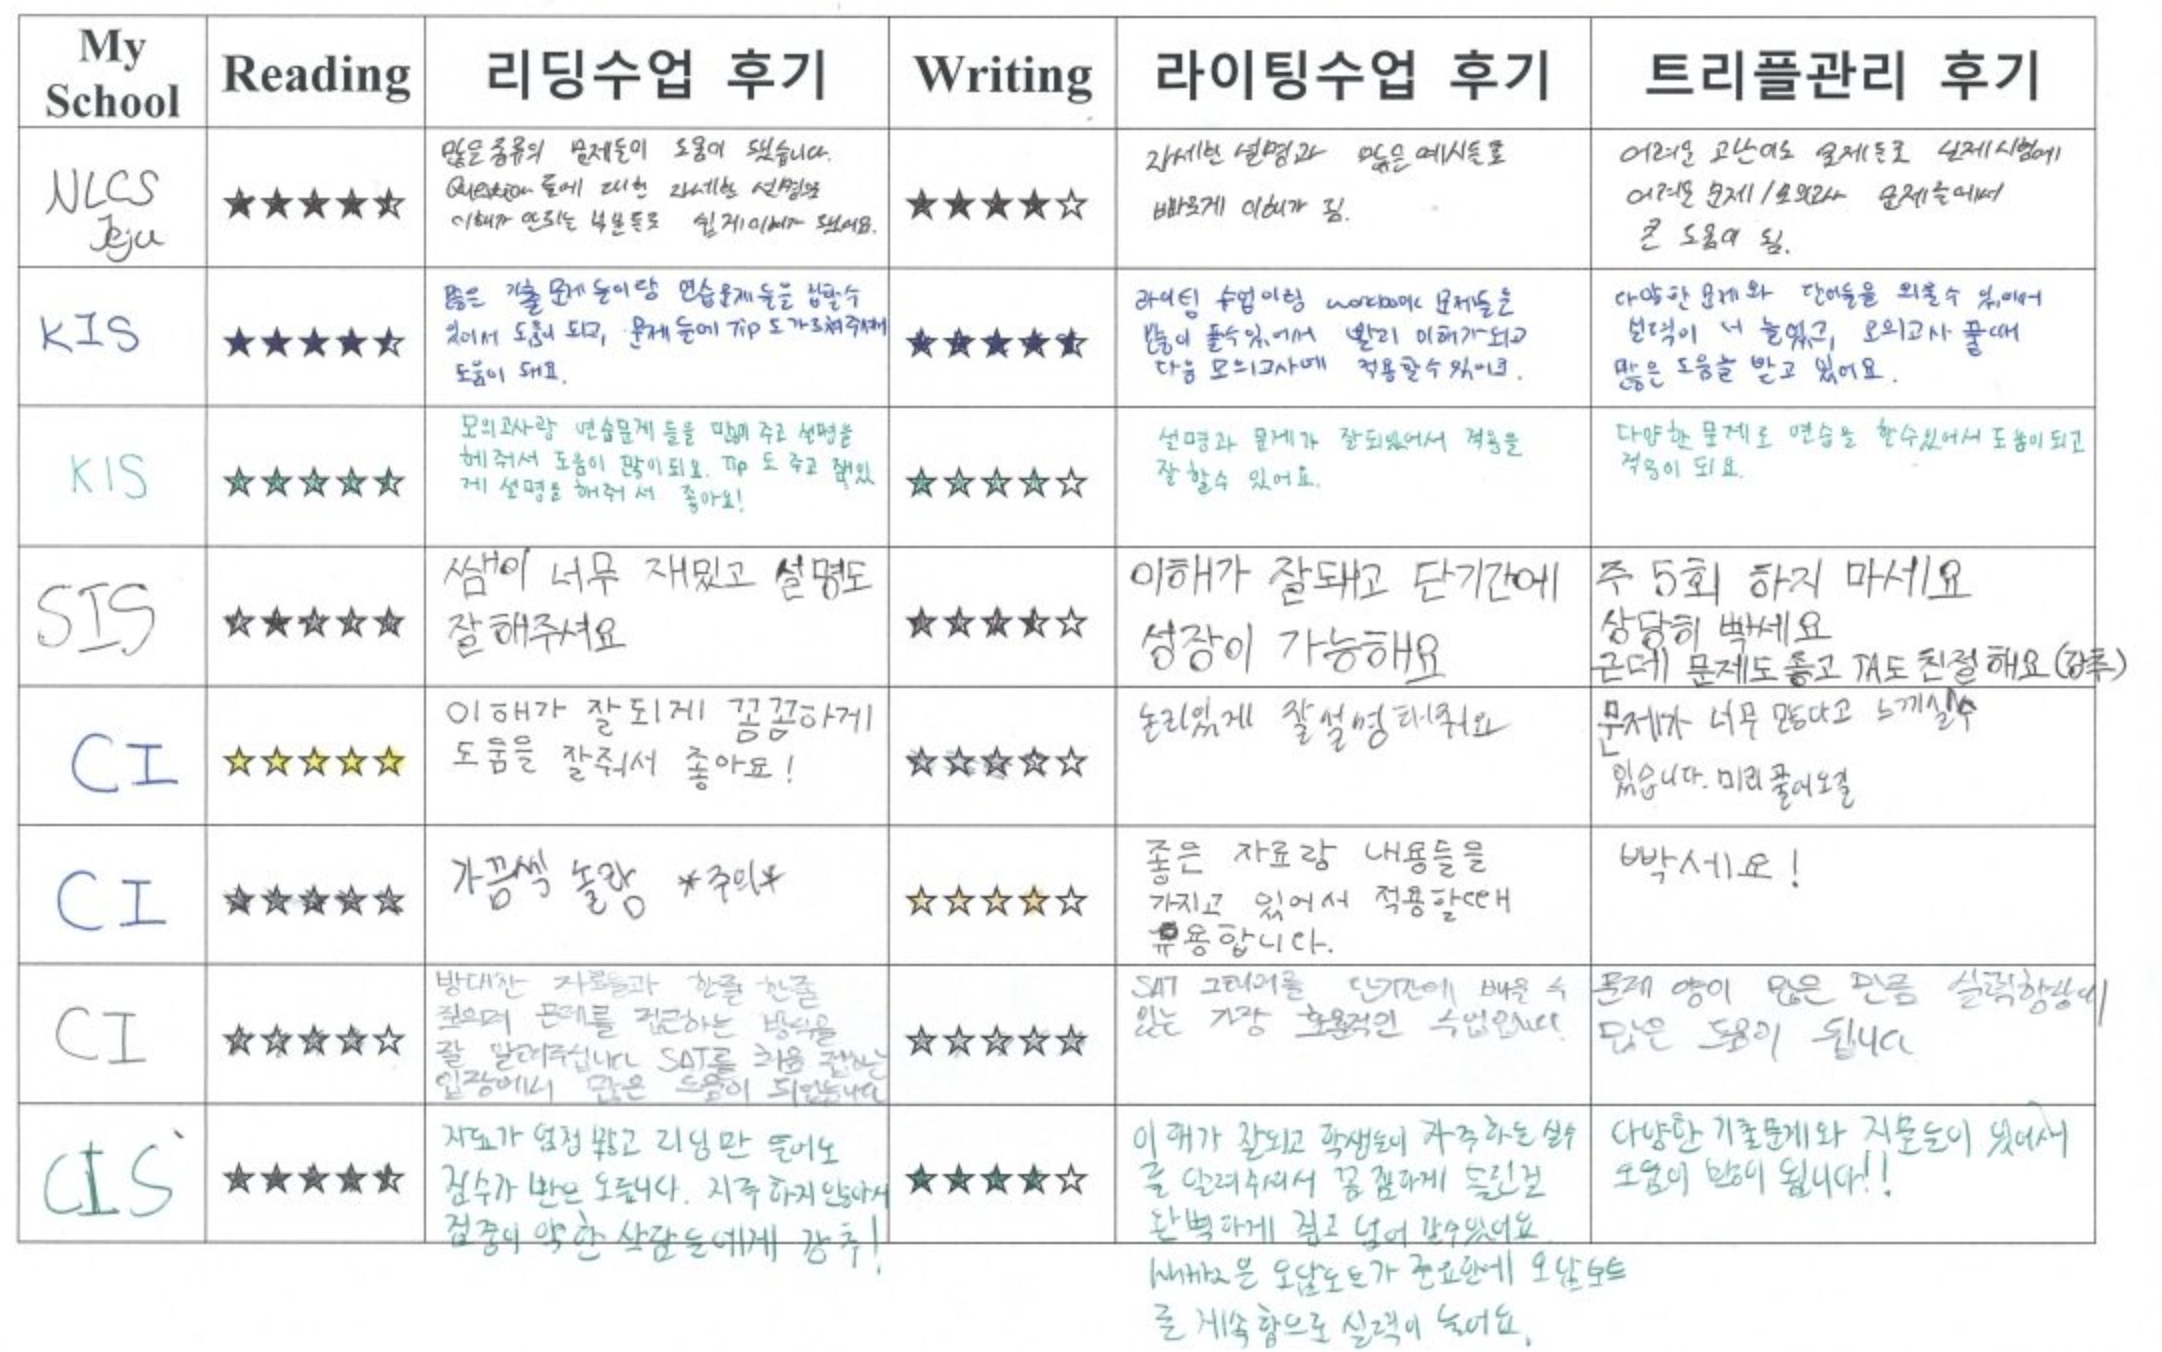 My School
Reading
리딩수업 후기
Writing
라이팅수업 후기
트리플관리 후기
NLCS Jeju
많은 종류의 문제들이 도움이 됐습니다.
Question 들에 대한 자세한 설명으로
이해가 안되는 부분들로 쉽게 이해가 됐어요.
자세한 설명과 많은 예시들로
빠르게 이해가 됨.
어려운 고난이도 문제들로 실제시험에
어려운 문제/모의고사 문제들에서
큰 도움이 됨.
KIS
많은 기출 문제들이랑 연습문제들을 접할수
있어서 도움이 되고, 문제들에 Tip 도 가르쳐주셔서
도움이 돼요.
라이팅 수업이랑 workbook 문제들을
많이 풀수있어서 빨리 이해가 되고
다음 모의고사에 적용할수있어요.
다양한 문제와 단어들을 외울수 있어서
실력이 더 늘었고, 모의고사 풀때
많은 도움을 받고 있어요.
KIS
모의고사랑 연습문제 들을 많이 주고 설명을
해 줘서 도움이 많이되요. Tip 도 주고 재밌
게 설명을 해줘서 좋아요!
설명과 문제가 잘되있어서 적용을
잘 할수 있어요.
다양한 문제로 연습을 할수있어서 도움이 되고
적응이 되요.
SIS
쌤이 너무 재밌고 설명도
잘해주셔요
이해가 잘돼고 단기간에
성장이 가능해요
주 5회 하지 마세요
상당히 빡세요
근데 문제도 좋고 TA도 친절해요(강추)
CI
이해가 잘되게 꼼꼼하게
도움을 잘줘서 좋아요!
논리있게 잘설명해줘요
문제가 너무 많다고 느끼실수
있습니다. 미리 풀어오길
CI
가끔씩 놀람 *주의*
좋은 자료랑 내용들을
가지고 있어서 적용할때
유용합니다.
빡세요!
CI
방대한 자료들과 한줄 한줄
짚으며 문제를 접근하는 방식을
잘 알려주십니다 SAT를 처음 접하는
입장에서 많은 도움이 되었습니다
SAT 그래머를 단기간에 배울 수
있는 가장 효율적인 수업입니다
문제 양이 많은 만큼 실력향상에
많은 도움이 됩니다
CIS
자료가 엄청 많고 리딩만 들어도
점수가 반은 오릅니다. 지루하지않아서
집중이 약한 사람들에게 강추!
이해가 잘되고 학생들이 자주하는 실수
를 알려주셔서 꼼꼼하게 틀린걸
완벽하게 짚고 넘어 갈수있어요
오답노트가 중요한데 오답노트
를 계속함으로 실력이 늘어요.
다양한 기출문제와 지문들이 있어서
도움이 많이 됩니다!!